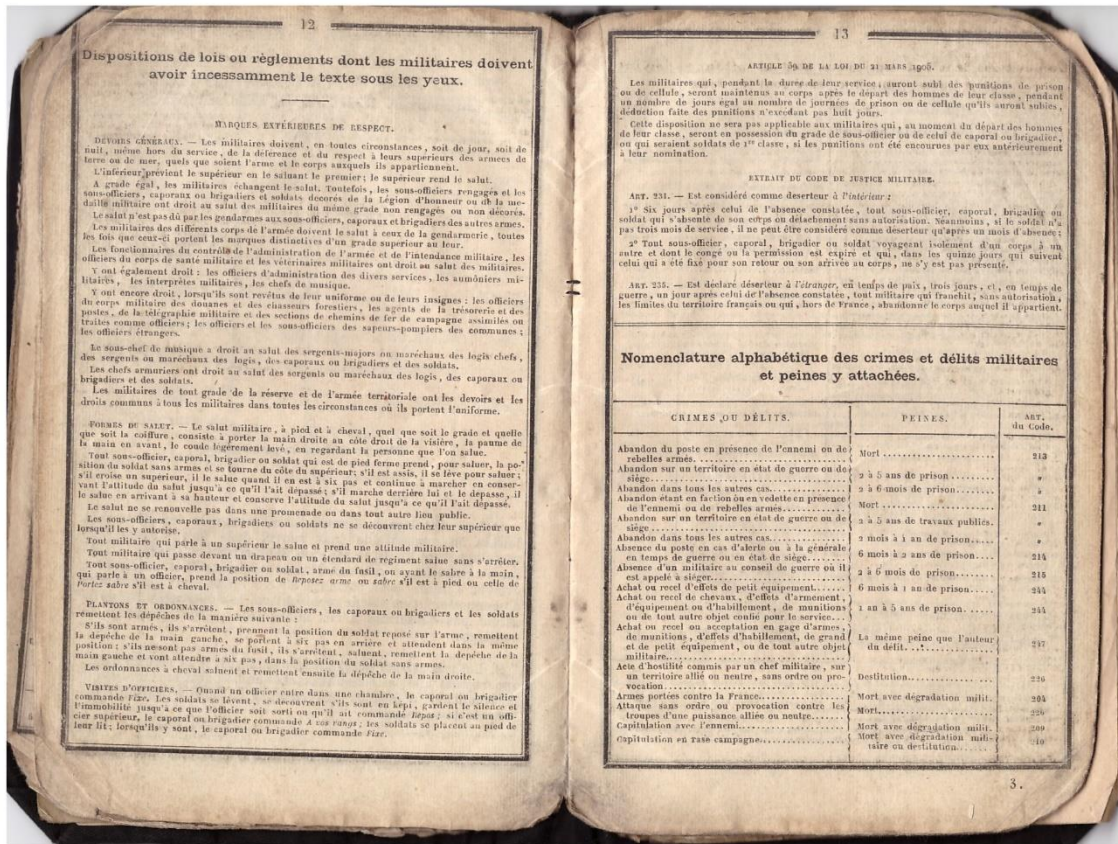 12
Dispositions de lois ou règlements dont les militaires doivent
avoir incessamment le texte sous les yeux.
MARQUES EXTÉRIEURES DE RESPECT.
DEVOIRS GÉNÉRAUX. — Les militaires doivent, en toutes circonstances, soit de jour, soit de
nuit, même hors du service, de la déférence et du respect à leurs supérieurs des armées de
terre ou de mer, quels que soient l'arme et le corps auxquels ils appartiennent.
L'inférieur prévient le supérieur en le saluant le premier; le supérieur rend le salut.
A grade égal, les militaires échangent le salut. Toutefois, les sous-officiers rengagés et les
sous-officiers, caporaux ou brigadiers et soldats décorés de la Légion d'honneur ou de la mé-
daille militaire ont droit au salut des militaires du même grade non rengagés ou non décorés.
Le salut n'est pas dû par les gendarmes aux sous-officiers, caporaux et brigadiers des autres armes.
Les militaires des différents corps de l'armée doivent le salut à ceux de la gendarmerie, toutes
les fois que ceux-ci portent les marques distinctives d'un grade supérieur au leur.
Les fonctionnaires du contrôle de l'administration de l'armée et de l'intendance militaire, les
officiers du corps de santé militaire et les vétérinaires militaires ont droit au salut des militaires.
Y ont également droit : les officiers d'administration des divers services, les aumôniers mi-
litaires, les interprètes militaires, les chefs de musique.
Y ont encore droit, lorsqu'ils sont revêtus de leur uniforme ou de leurs insignes : les officiers
du corps militaire des douanes et des chasseurs forestiers, les agents de la trésorerie et des
postes, de la télégraphie militaire et des sections de chemins de fer de campagne assimilés ou
traités comme officiers; les officiers et les sous-officiers des sapeurs-pompiers des communes;
les officiers étrangers.
Le sous-chef de musique a droit au salut des sergents-majors ou maréchaux des logis chefs,
des sergents ou maréchaux des logis, des caporaux ou brigadiers et des soldats.
Les chefs armuriers ont droit au salut des sergents ou maréchaux des logis, des caporaux ou
brigadiers et des soldats.
Les militaires de tout grade de la réserve et de l'armée territoriale ont les devoirs et les
droits communs à tous les militaires dans toutes les circonstances où ils portent l'uniforme.
FORMES DU SALUT. — Le salut militaire, à pied et à cheval, quel que soit le grade et quelle
que soit la coiffure, consiste à porter la main droite au côté droit de la visière, la paume de
la main en avant, le coude légèrement levé, en regardant la personne que l'on salue.
Tout sous-officier, caporal, brigadier ou soldat qui est de pied ferme prend, pour saluer, la po-
sition du soldat sans armes et se tourne du côté du supérieur; s'il est assis, il se lève pour saluer;
s'il croise un supérieur, il le salue quand il en est à six pas et continue à marcher en conser-
vant l'attitude du salut jusqu'à ce qu'il l'ait dépassé; s'il marche derrière lui et le dépasse, il
le salue en arrivant à sa hauteur et conserve l'attitude du salut jusqu'à ce qu'il l'ait dépassé.
Le salut ne se renouvelle pas dans une promenade ou dans tout autre lieu public.
Les sous-officiers, caporaux, brigadiers ou soldats ne se découvrent chez leur supérieur que
lorsqu'il les y autorise.
Tout militaire qui parle à un supérieur le salue et prend une attitude militaire.
Tout militaire qui passe devant un drapeau ou un étendard de régiment salue sans s'arrêter.
Tout sous-officier, caporal, brigadier ou soldat, armé du fusil, ou ayant le sabre à la main,
qui parle à un officier, prend la position de Reposez arme ou sabre s'il est à pied ou celle de
Portez sabre s'il est à cheval.
PLANTONS ET ORDONNANCES. — Les sous-officiers, les caporaux ou brigadiers et les soldats
remettent les dépêches de la manière suivante :
S'ils sont armés, ils s'arrêtent, prennent la position du soldat reposé sur l'arme, remettent
la dépêche de la main gauche, se portent à six pas en arrière et attendent dans la même
position; s'ils ne sont pas armés du fusil, ils s'arrêtent, saluent, remettent la dépêche de la
main gauche et vont attendre à six pas, dans la position du soldat sans armes.
Les ordonnances à cheval saluent et remettent ensuite la dépêche de la main droite.
VISITES D'OFFICIERS. — Quand un officier entre dans une chambre, le caporal ou brigadier
commande Fixe. Les soldats se lèvent, se découvrent s'ils sont en képi, gardent le silence et
l'immobilité jusqu'à ce que l'officier soit sorti ou qu'il ait commandé Repos; si c'est un offi-
cier supérieur, le caporal ou brigadier commande A vos rangs; les soldats se placent au pied de
leur lit; lorsqu'ils y sont, le caporal ou brigadier commande Fixe.
13
ARTICLE 39 DE LA LOI DU 21 MARS 1905.
Les militaires qui, pendant la durée de leur service, auront subi des punitions de prison
ou de cellule, seront maintenus au corps après le départ des hommes de leur classe, pendant
un nombre de jours égal au nombre de journées de prison ou de cellule qu'ils auront subies,
déduction faite des punitions n'excédant pas huit jours.
Cette disposition ne sera pas applicable aux militaires qui, au moment du départ des hommes
de leur classe, seront en possession du grade de sous-officier ou de celui de caporal ou brigadier,
ou qui seraient soldats de 1re classe, si les punitions ont été encourues par eux antérieurement
à leur nomination.
EXTRAIT DU CODE DE JUSTICE MILITAIRE.
ART. 231. — Est considéré comme déserteur à l'intérieur :
1° Six jours après celui de l'absence constatée, tout sous-officier, caporal, brigadier ou
soldat qui s'absente de son corps ou détachement sans autorisation. Néanmoins, si le soldat n'a
pas trois mois de service, il ne peut être considéré comme déserteur qu'après un mois d'absence;
2° Tout sous-officier, caporal, brigadier ou soldat voyageant isolément d'un corps à un
autre et dont le congé ou la permission est expiré et qui, dans les quinze jours qui suivent
celui qui a été fixé pour son retour ou son arrivée au corps, ne s'y est pas présenté.
ART. 235. — Est déclaré déserteur à l'étranger, en temps de paix, trois jours, et, en temps de
guerre, un jour après celui de l'absence constatée, tout militaire qui franchit, sans autorisation,
les limites du territoire français ou qui, hors de France, abandonne le corps auquel il appartient.
Nomenclature alphabétique des crimes et délits militaires
et peines y attachées.
CRIMES OU DÉLITS. PEINES. ART. du Code.
Abandon du poste en présence de l'ennemi ou de
rebelles armés. Mort 213
Abandon sur un territoire en état de guerre ou de
siège 2 à 5 ans de prison "
Abandon dans tous les autres cas 2 à 6 mois de prison "
Abandon étant en faction ou en vedette en présence
de l'ennemi ou de rebelles armés Mort 211
Abandon sur un territoire en état de guerre ou de
siège 2 à 5 ans de travaux publics. "
Abandon dans tous les autres cas 2 mois à 1 an de prison "
Absence du poste en cas d'alerte ou à la générale
en temps de guerre ou en état de siège 6 mois à 2 ans de prison 214
Absence d'un militaire au conseil de guerre où il
est appelé à siéger 2 à 6 mois de prison 215
Achat ou recel d'effets de petit équipement 6 mois à 1 an de prison 244
Achat ou recel de chevaux, d'effets d'armement,
d'équipement ou d'habillement, de munitions
ou de tout autre objet confié pour le service 1 an à 5 ans de prison 244
Achat ou recel ou acceptation en gage d'armes,
de munitions, d'effets d'habillement, de grand
et de petit équipement, ou de tout autre objet
militaire La même peine que l'auteur
du délit. 247
Acte d'hostilité commis par un chef militaire, sur
un territoire allié ou neutre, sans ordre ou pro-
vocation Destitution 226
Armes portées contre la France Mort avec dégradation milit. 204
Attaque sans ordre ou provocation contre les
troupes d'une puissance alliée ou neutre Mort 226
Capitulation avec l'ennemi Mort avec dégradation milit. 209
Capitulation en rase campagne Mort avec dégradation mili-
taire ou destitution 210
3.